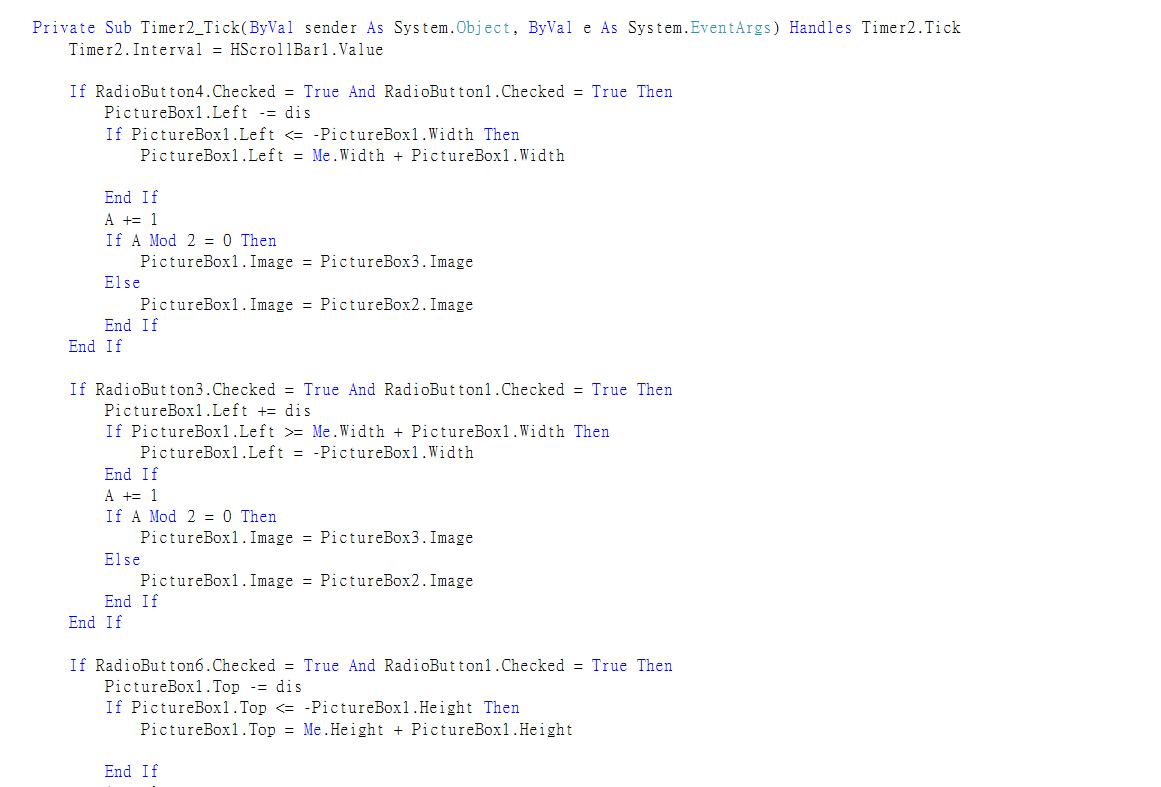 Private Sub Timer2_Tick(ByVal sender As System.Object, ByVal e As System.EventArgs) Handles Timer2.Tick
    Timer2.Interval = HScrollBar1.Value

    If RadioButton4.Checked = True And RadioButton1.Checked = True Then
        PictureBox1.Left -= dis
        If PictureBox1.Left <= -PictureBox1.Width Then
            PictureBox1.Left = Me.Width + PictureBox1.Width

        End If
        A += 1
        If A Mod 2 = 0 Then
            PictureBox1.Image = PictureBox3.Image
        Else
            PictureBox1.Image = PictureBox2.Image
        End If
    End If

    If RadioButton3.Checked = True And RadioButton1.Checked = True Then
        PictureBox1.Left += dis
        If PictureBox1.Left >= Me.Width + PictureBox1.Width Then
            PictureBox1.Left = -PictureBox1.Width
        End If
        A += 1
        If A Mod 2 = 0 Then
            PictureBox1.Image = PictureBox3.Image
        Else
            PictureBox1.Image = PictureBox2.Image
        End If
    End If

    If RadioButton6.Checked = True And RadioButton1.Checked = True Then
        PictureBox1.Top -= dis
        If PictureBox1.Top <= -PictureBox1.Height Then
            PictureBox1.Top = Me.Height + PictureBox1.Height

        End If